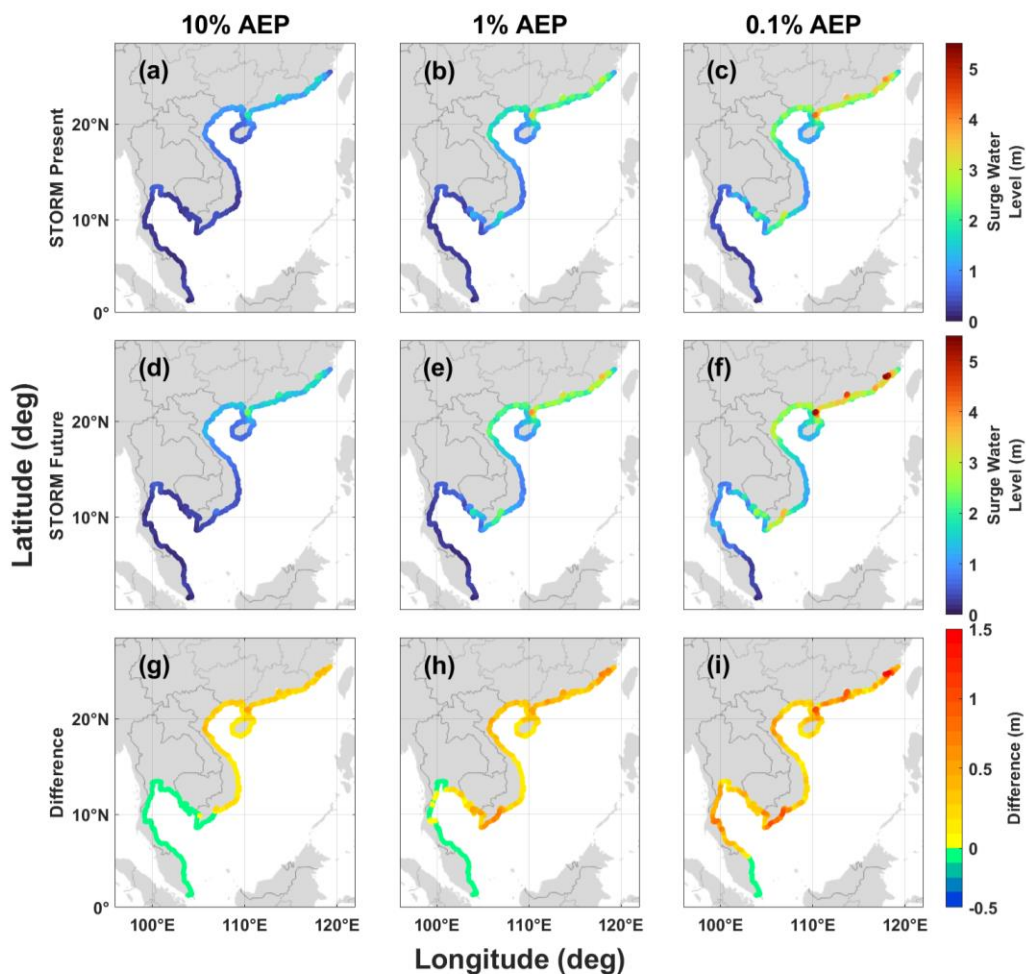 10% AEP 1% AEP 0.1% AEP
(a) (b) (c)
STORM Present
20°N
10°N
0°
5
4
3
2
1
0
Surge Water
Level (m)
(d) (e) (f)
Latitude (deg)
STORM Future
20°N
10°N
5
4
3
2
1
0
Surge Water
Level (m)
(g) (h) (i)
Difference
20°N
10°N
0°
1.5
1
0.5
0
-0.5
Difference (m)
100°E 110°E 120°E 100°E 110°E 120°E 100°E 110°E 120°E
Longitude (deg)